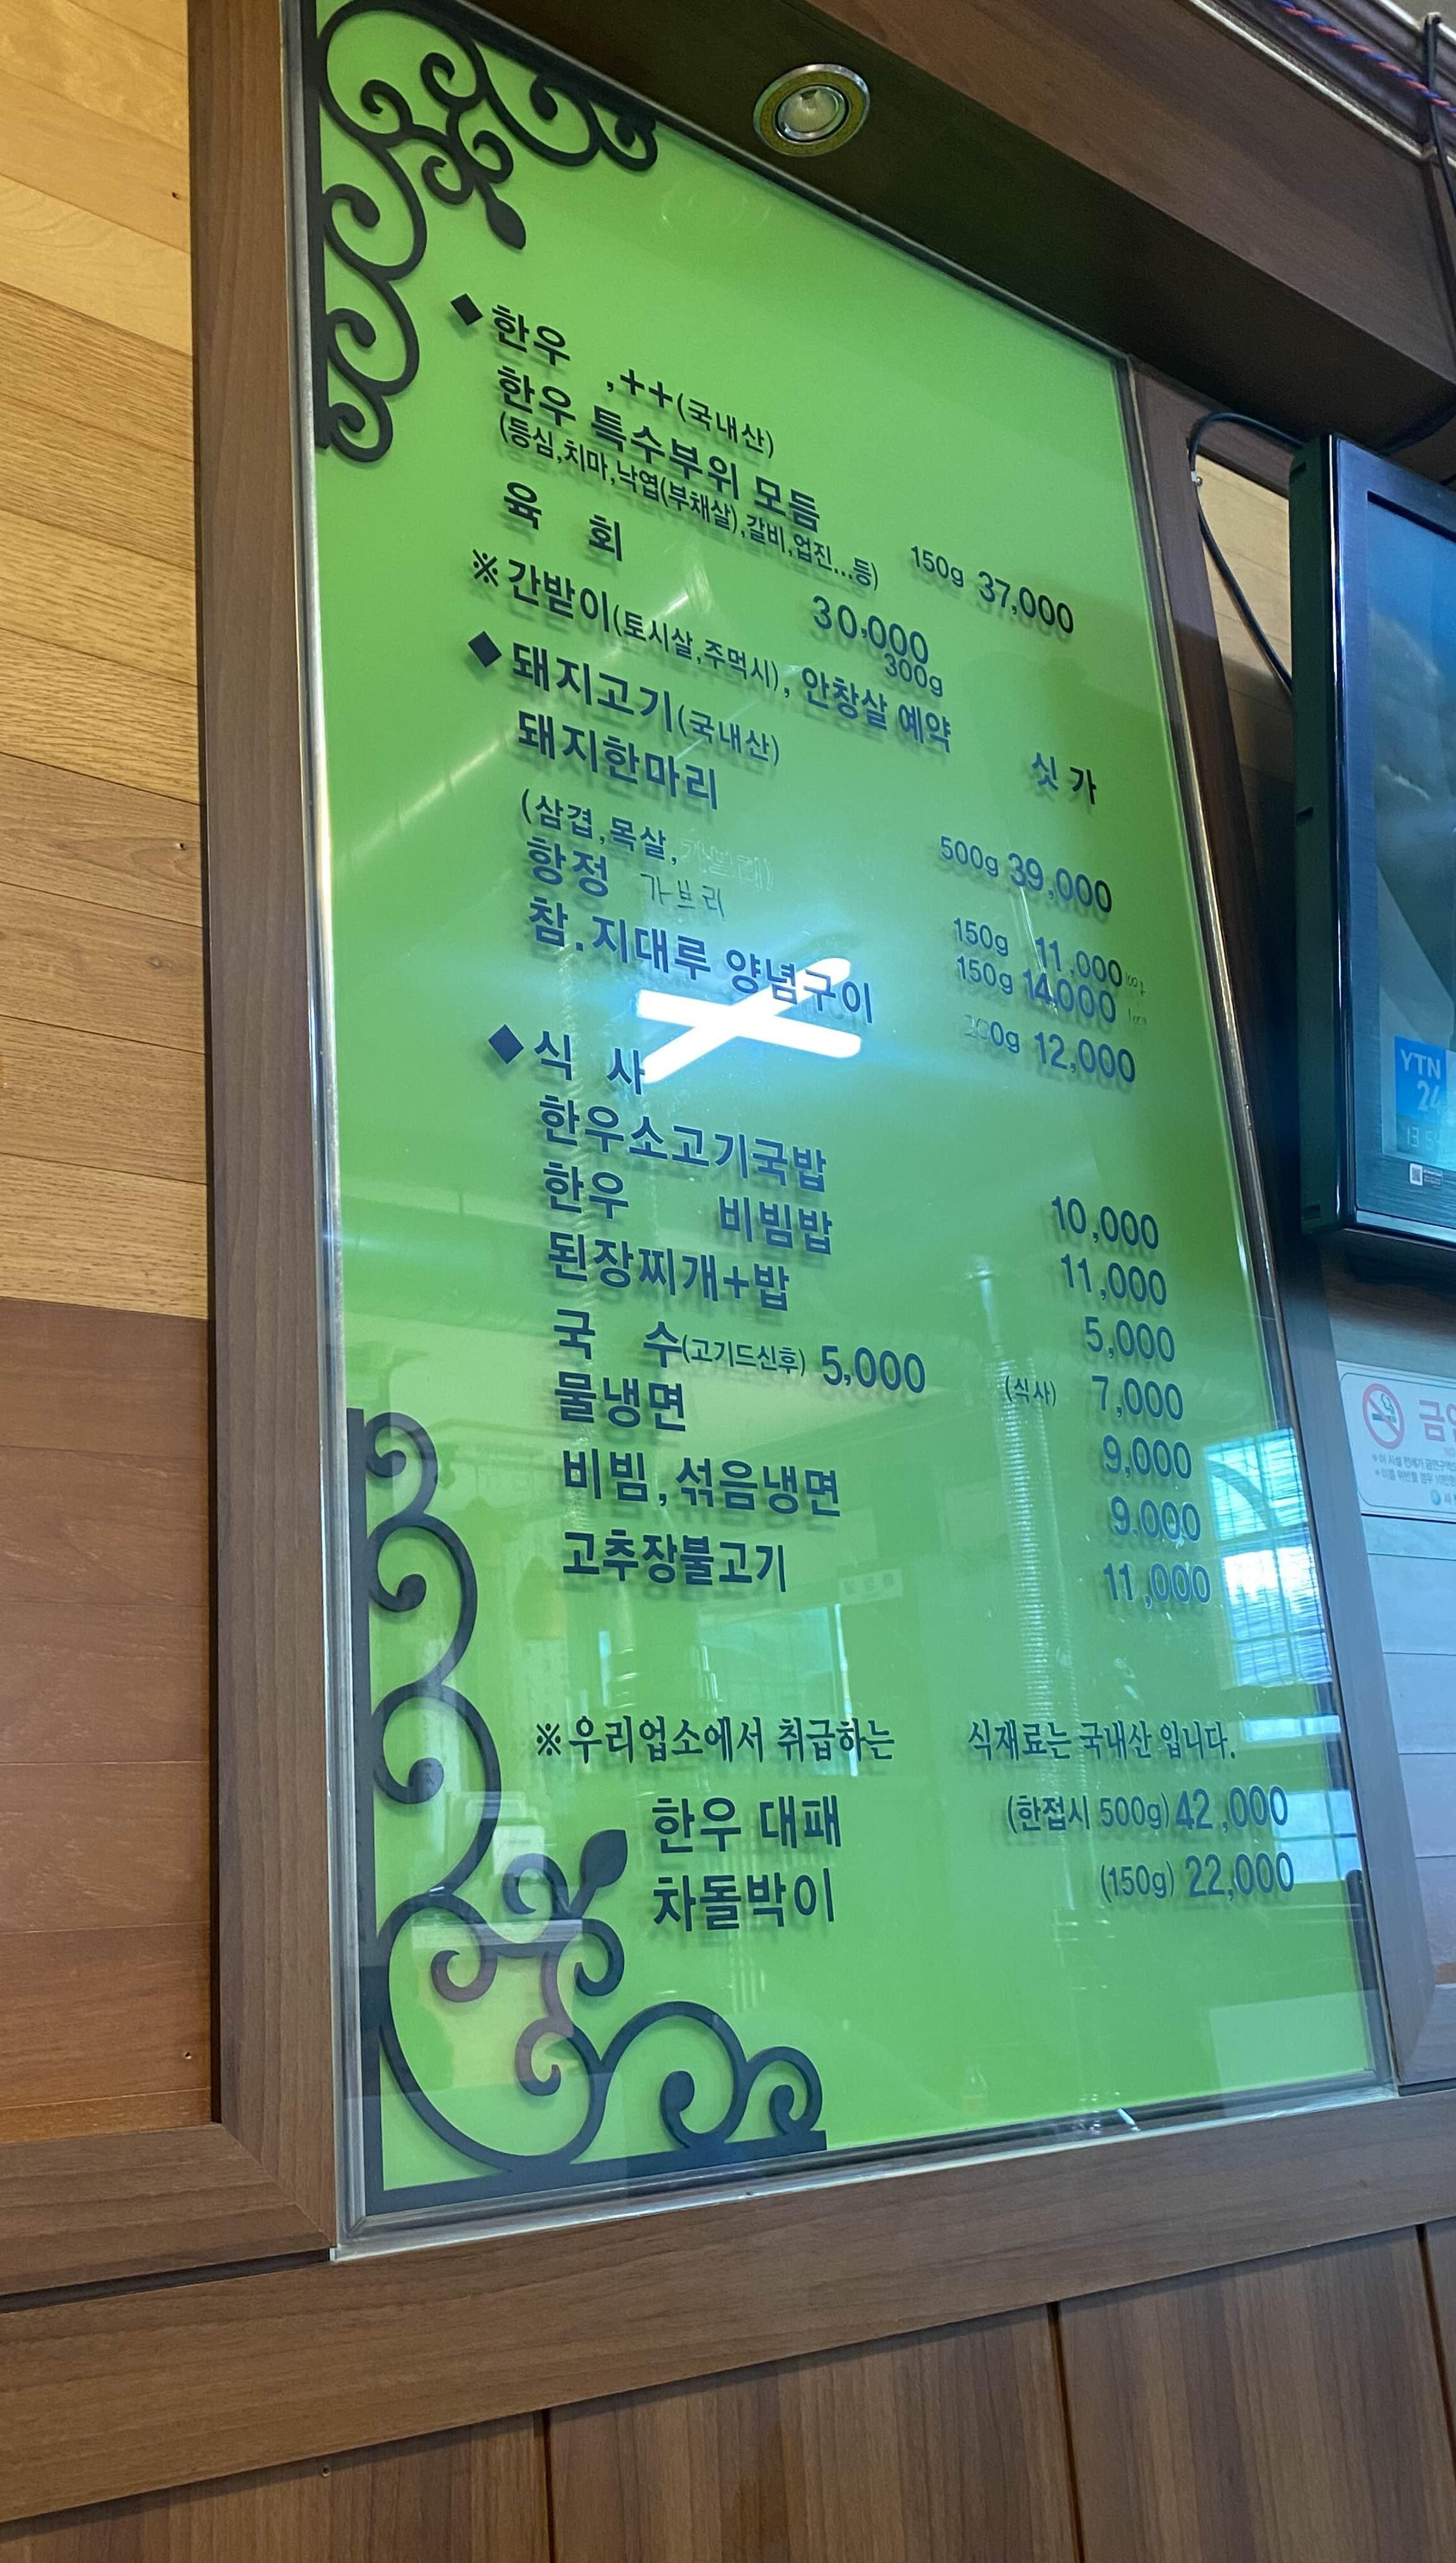 ◆한우 ,++(국내산)
한우 특수부위 모듬 150g 37,000
(등심,치마,낙엽(부채살),갈비,업진...등)
육 회 30,000
300g
※간받이(토시살,주먹시), 안창살 예약 싯가
◆돼지고기(국내산)
돼지한마리 500g 39,000
(삼겹,목살, 150g 11,000
항정 가브리 150g 14,000
참.지대루 양념구이 12,000
◆식 사
한우소고기국밥 10,000
한우 비빔밥 11,000
된장찌개+밥 5,000
국 수(고기드신후) 5,000 (식사) 7,000
물냉면 9,000
비빔,섞음냉면 9.000
고추장불고기 11,000
※우리업소에서 취급하는 식재료는 국내산 입니다.
한우 대패 (한접시 500g) 42,000
차돌박이 (150g) 22,000
YTN
24